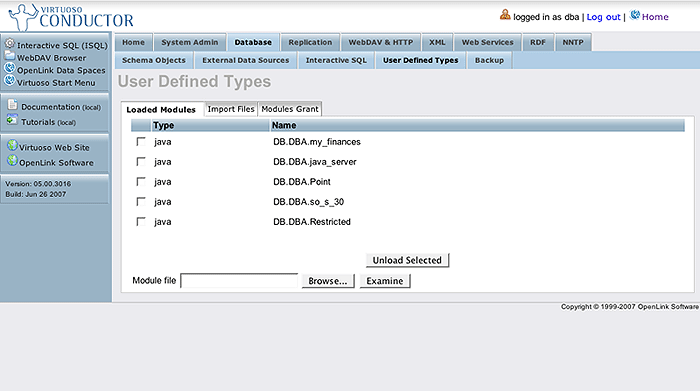 VIRTUOSO
CONDUCTOR
logged in as dba | Log out | Home
Interactive SQL (ISQL)
WebDAV Browser
OpenLink Data Spaces
Virtuoso Start Menu
Documentation (local)
Tutorials (local)
Virtuoso Web Site
OpenLink Software
Version: 05.00.3016
Build: Jun 26 2007
Home System Admin Database Replication WebDAV & HTTP XML Web Services RDF NNTP
Schema Objects External Data Sources Interactive SQL User Defined Types Backup
User Defined Types
Loaded Modules Import Files Modules Grant
Type Name
java DB.DBA.my_finances
java DB.DBA.java_server
java DB.DBA.Point
java DB.DBA.so_s_30
java DB.DBA.Restricted
Unload Selected
Module file Browse... Examine
Copyright © 1999-2007 OpenLink Software